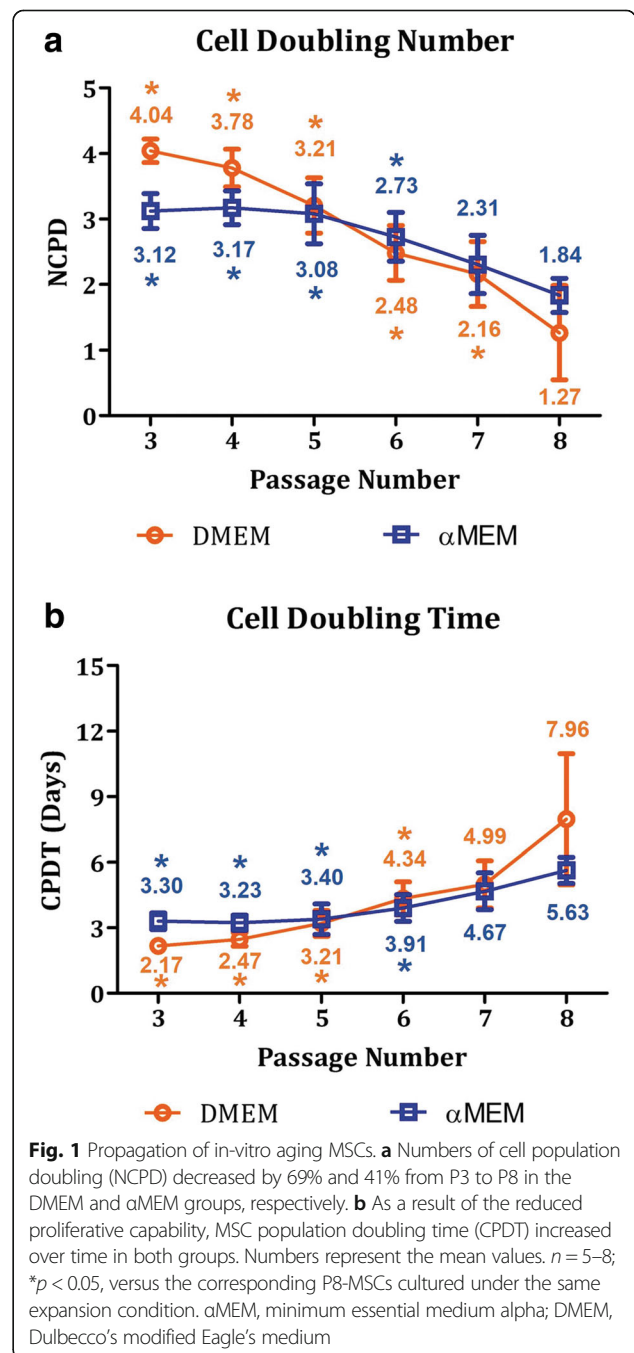 a Cell Doubling Number
* * * *
4.04 3.78 3.21 2.73 2.31 1.84
3.12 3.17 3.08 2.48 2.16 1.27
* * * * *
NCPD
5
4
3
2
1
0
3 4 5 6 7 8
Passage Number
DMEM αMEM
b Cell Doubling Time
15
12
9
6
3
0
CPDT (Days)
* * * *
3.30 3.23 3.40 4.34 4.99 7.96
2.17 2.47 3.21 3.91 4.67 5.63
* * * *
3 4 5 6 7 8
Passage Number
DMEM αMEM
Fig. 1 Propagation of in-vitro aging MSCs. a Numbers of cell population
doubling (NCPD) decreased by 69% and 41% from P3 to P8 in the
DMEM and αMEM groups, respectively. b As a result of the reduced
proliferative capability, MSC population doubling time (CPDT) increased
over time in both groups. Numbers represent the mean values. n = 5–8;
*p < 0.05, versus the corresponding P8-MSCs cultured under the same
expansion condition. αMEM, minimum essential medium alpha; DMEM,
Dulbecco's modified Eagle's medium